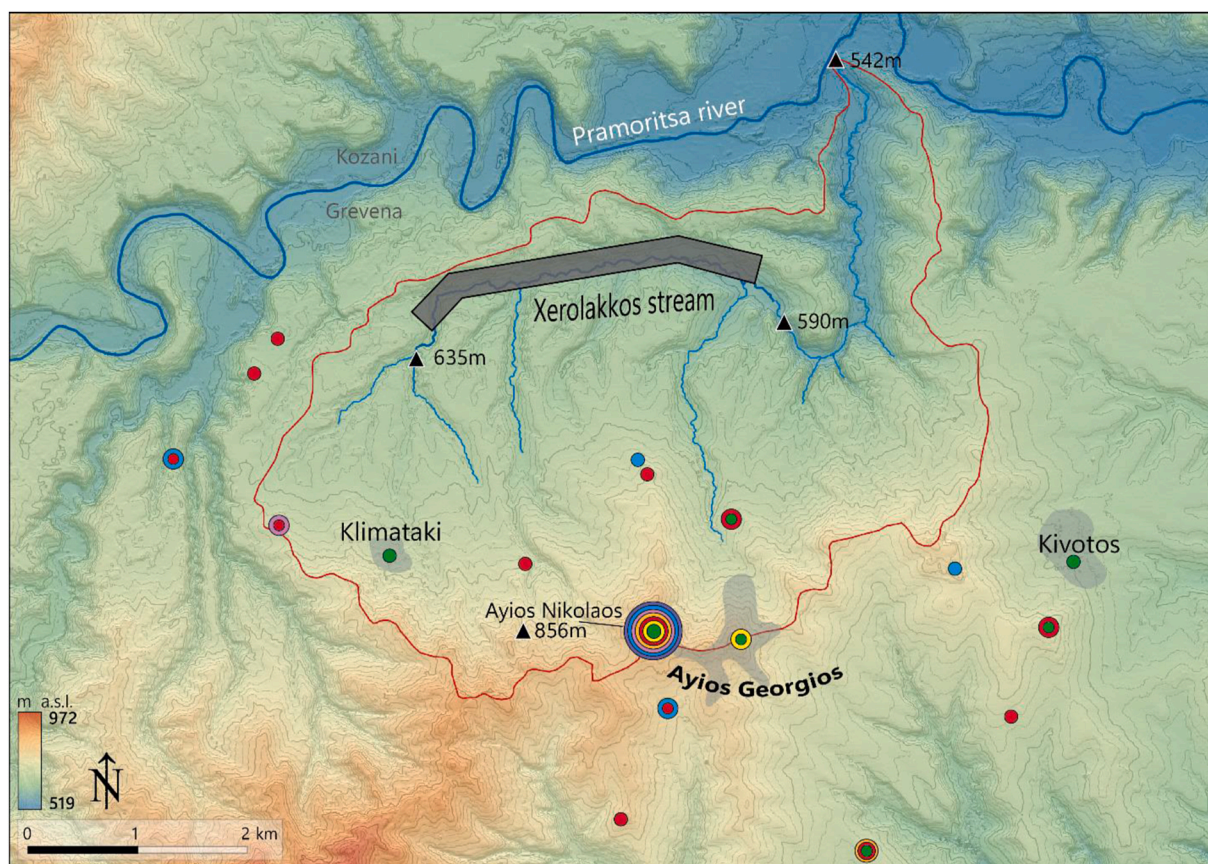 542m
Pramoritsa river
Kozani
Grevena
Xerolakkos stream
590m
635m
Klimataki
Kivotos
Ayios Nikolaos
856m
Ayios Georgios
m a.s.l.
972
519
N
0 1 2 km